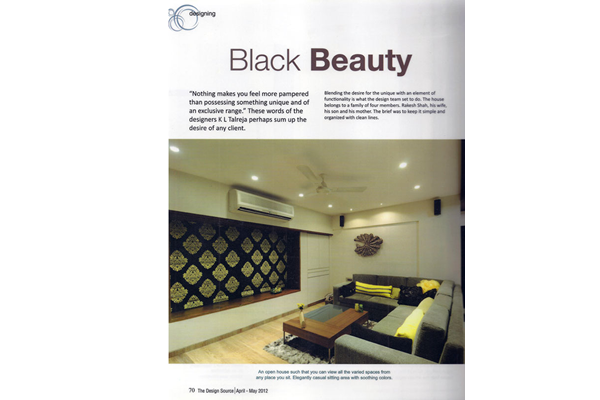 designing
Black Beauty
"Nothing makes you feel more pampered
than possessing something unique and of
an exclusive range." These words of the
designers K L Talreja perhaps sum up the
desire of any client.
Blending the desire for the unique with an element of
functionality is what the design team set to do. The house
belongs to a family of four members. Rakesh Shah, his wife,
his son and his mother. The brief was to keep it simple and
organized with clean lines.
An open house such that you can view all the varied spaces from
any place you sit. Elegantly casual sitting area with soothing colors.
70 The Design Source|April - May 2012